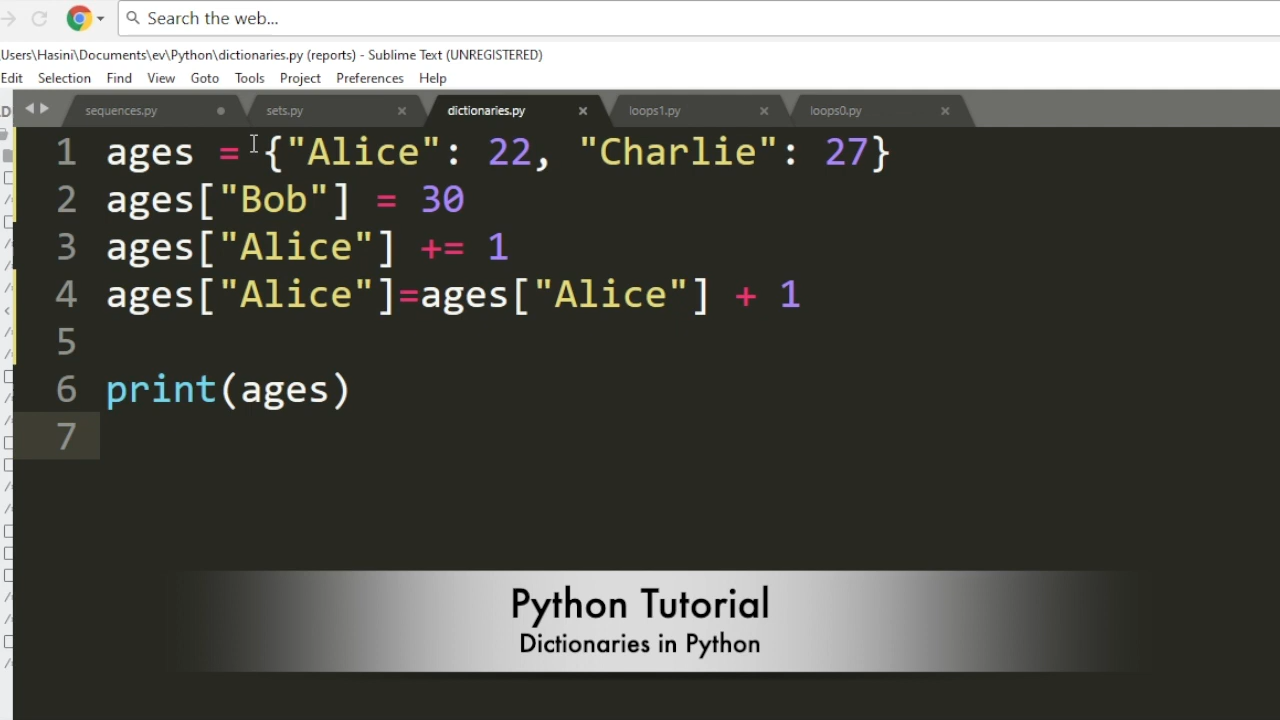 Search the web...
Users\Hasini\Documents\ev\Python\dictionaries.py (reports) - Sublime Text (UNREGISTERED)
Edit Selection Find View Goto Tools Project Preferences Help
sequences.py sets.py dictionaries.py loops1.py loops0.py
1 ages = {"Alice": 22, "Charlie": 27}
2 ages["Bob"] = 30
3 ages["Alice"] += 1
4 ages["Alice"]=ages["Alice"] + 1
5
6 print(ages)
7
Python Tutorial
Dictionaries in Python